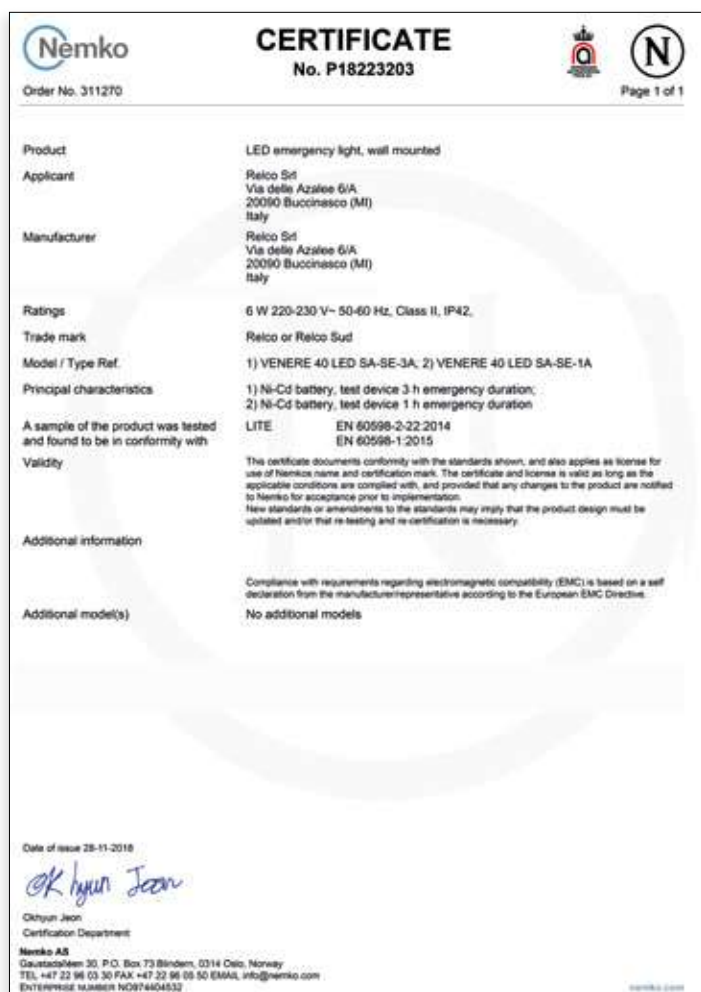 Nemko
CERTIFICATE
No. P18223203
N
Order No. 311270
Page 1 of 1
Product
LED emergency light, wall mounted
Applicant
Relco Srl
Via delle Azalee 6/A
20090 Buccinasco (MI)
Italy
Manufacturer
Relco Srl
Via delle Azalee 6/A
20090 Buccinasco (MI)
Italy
Ratings
6 W 220-230 V~ 50-60 Hz, Class II, IP42,
Trade mark
Relco or Relco Sud
Model / Type Ref.
1) VENERE 40 LED SA-SE-3A; 2) VENERE 40 LED SA-SE-1A
Principal characteristics
1) Ni-Cd battery, test device 3 h emergency duration;
2) Ni-Cd battery, test device 1 h emergency duration
A sample of the product was tested
and found to be in conformity with
LITE EN 60598-2-22:2014
EN 60598-1:2015
Validity
This certificate documents conformity with the standards shown, and also applies as license for
use of Nemkos name and certification mark. The certificate and license is valid as long as the
applicable conditions are complied with, and provided that any changes to the product are notified
to Nemko for acceptance prior to implementation.
New standards or amendments to the standards may imply that the product design must be
updated and/or that re-testing and re-certification is necessary.
Additional information
Compliance with requirements regarding electromagnetic compatibility (EMC) is based on a self
declaration from the manufacturer/representative according to the European EMC Directive.
Additional model(s)
No additional models
Date of issue 28-11-2018
Okhyun Jeon
Okhyun Jeon
Certification Department
Nemko AS
Gaustadalléen 30, P.O. Box 73 Blindern, 0314 Oslo, Norway
TEL +47 22 96 03 30 FAX +47 22 96 05 50 EMAIL info@nemko.com
ENTERPRISE NUMBER NO974404532
nemko.com